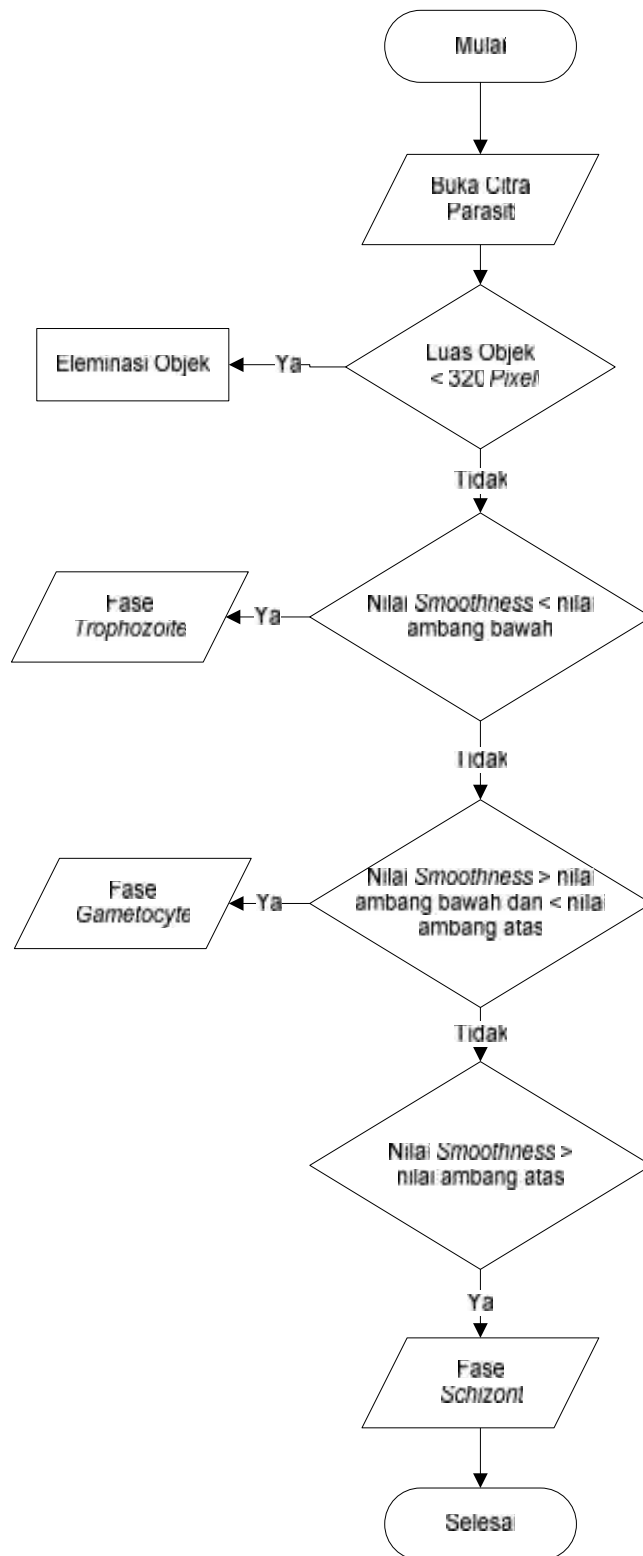 Mulai
Buka Citra
Parasit
Luas Objek
< 320 Pixel
Ya
Eleminasi Objek
Tidak
Nilai Smoothness < nilai
ambang bawah
Ya
Fase
Trophozoite
Tidak
Nilai Smoothness > nilai
ambang bawah dan < nilai
ambang atas
Ya
Fase
Gametocyte
Tidak
Nilai Smoothness >
nilai ambang atas
Ya
Fase
Schizont
Selesai